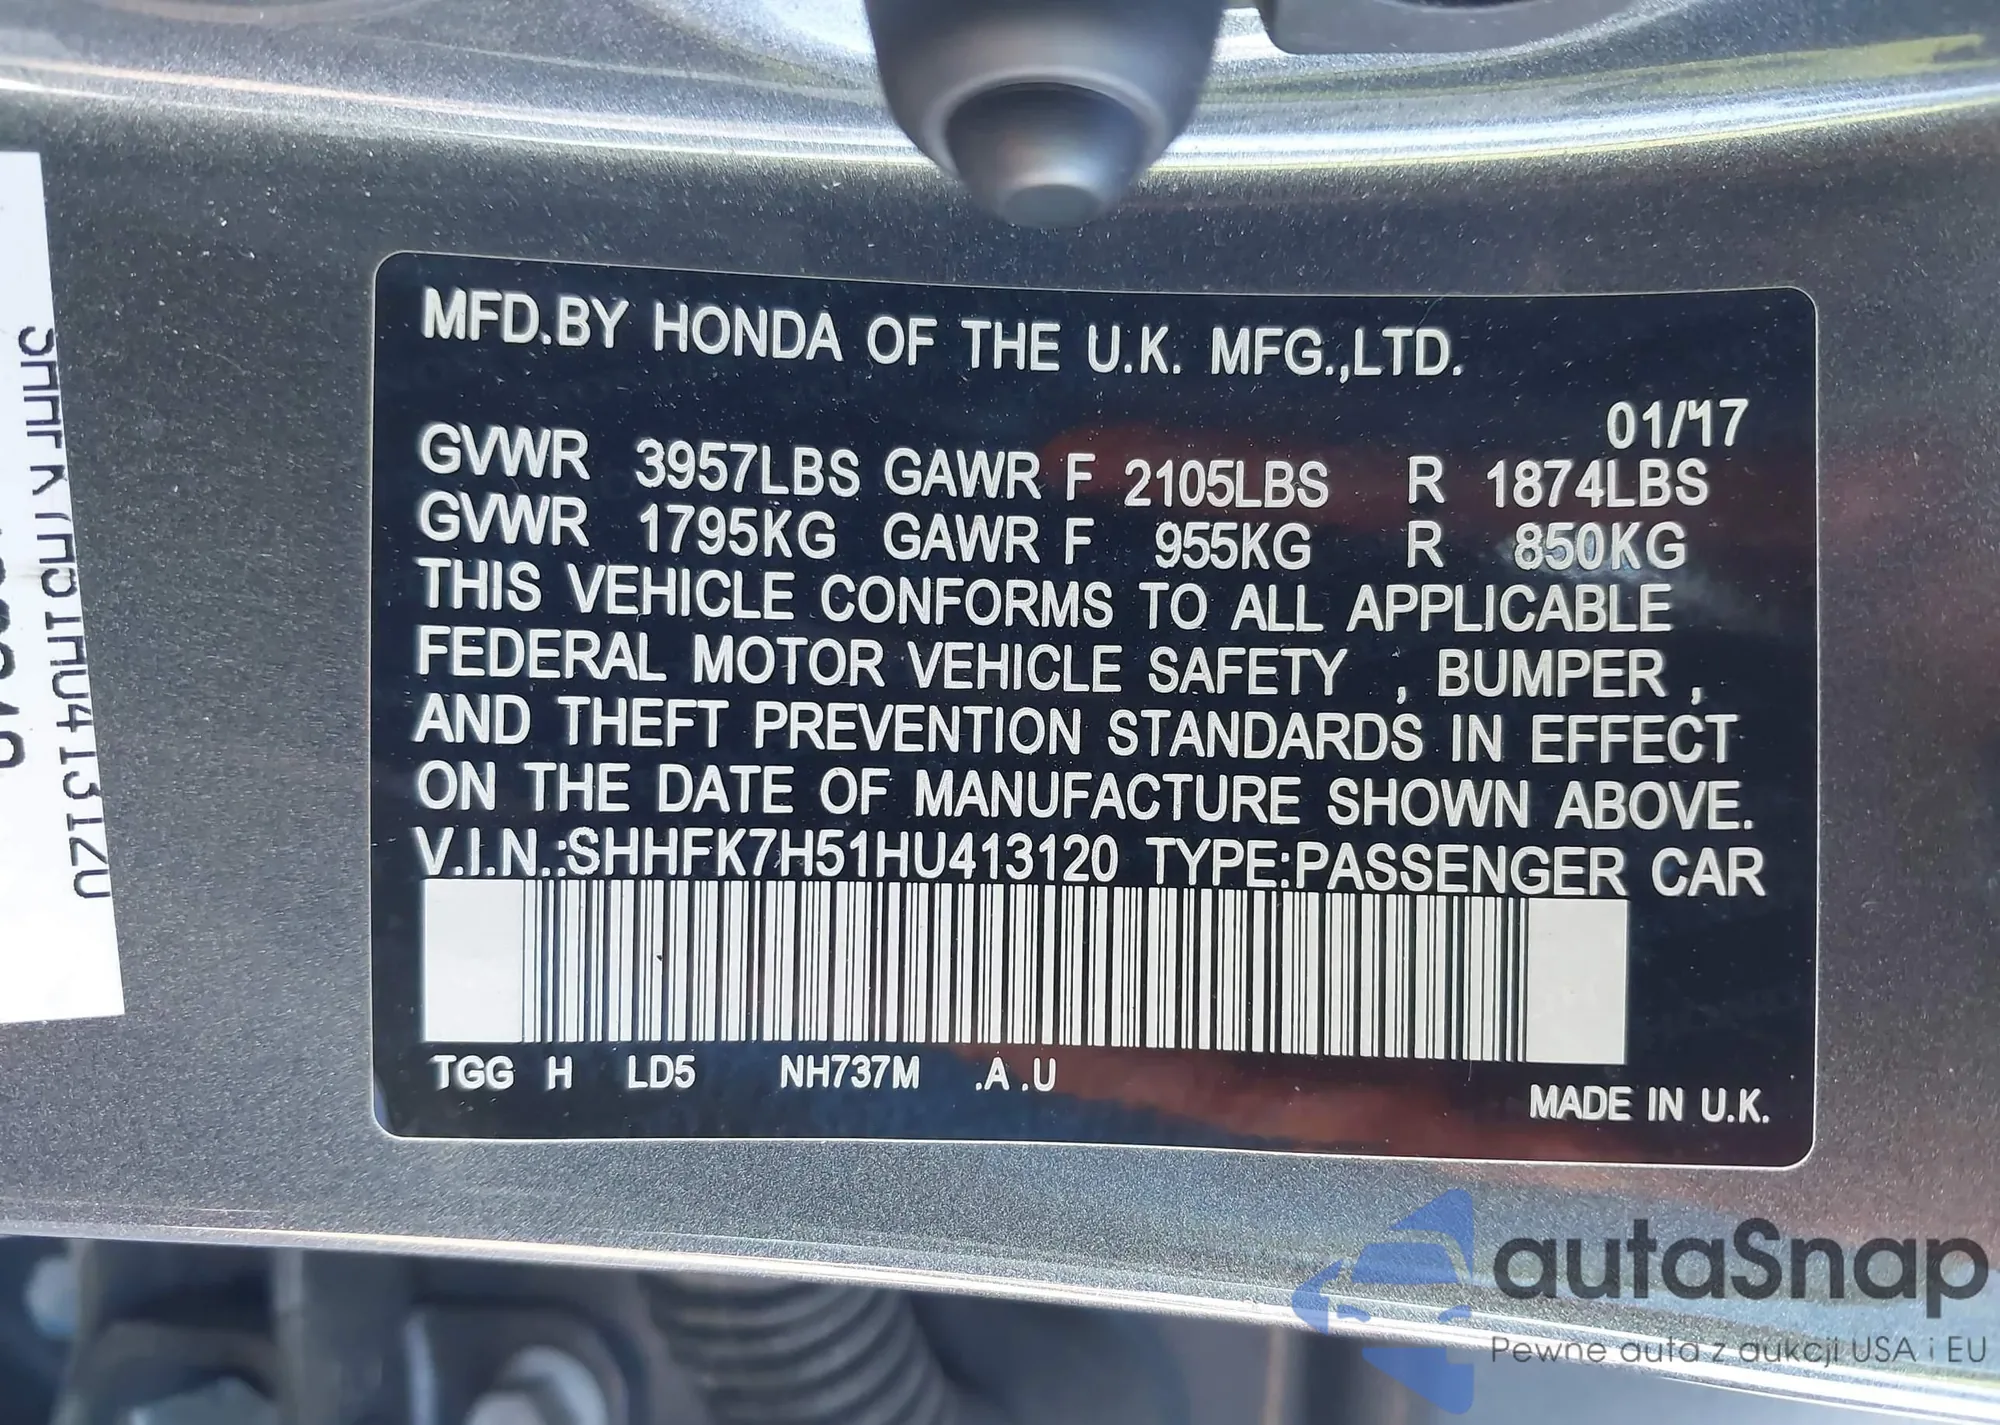 MFD.BY HONDA OF THE U.K. MFG.,LTD.
01/17
GVWR 3957LBS GAWR F 2105LBS R 1874LBS
GVWR 1795KG GAWR F 955KG R 850KG
THIS VEHICLE CONFORMS TO ALL APPLICABLE
FEDERAL MOTOR VEHICLE SAFETY , BUMPER ,
AND THEFT PREVENTION STANDARDS IN EFFECT
ON THE DATE OF MANUFACTURE SHOWN ABOVE.
V.I.N.:SHHFK7H51HU413120 TYPE:PASSENGER CAR
TGG H LD5 NH737M .A .U
MADE IN U.K.
autaSnap
Pewne auta z aukcji USA i EU